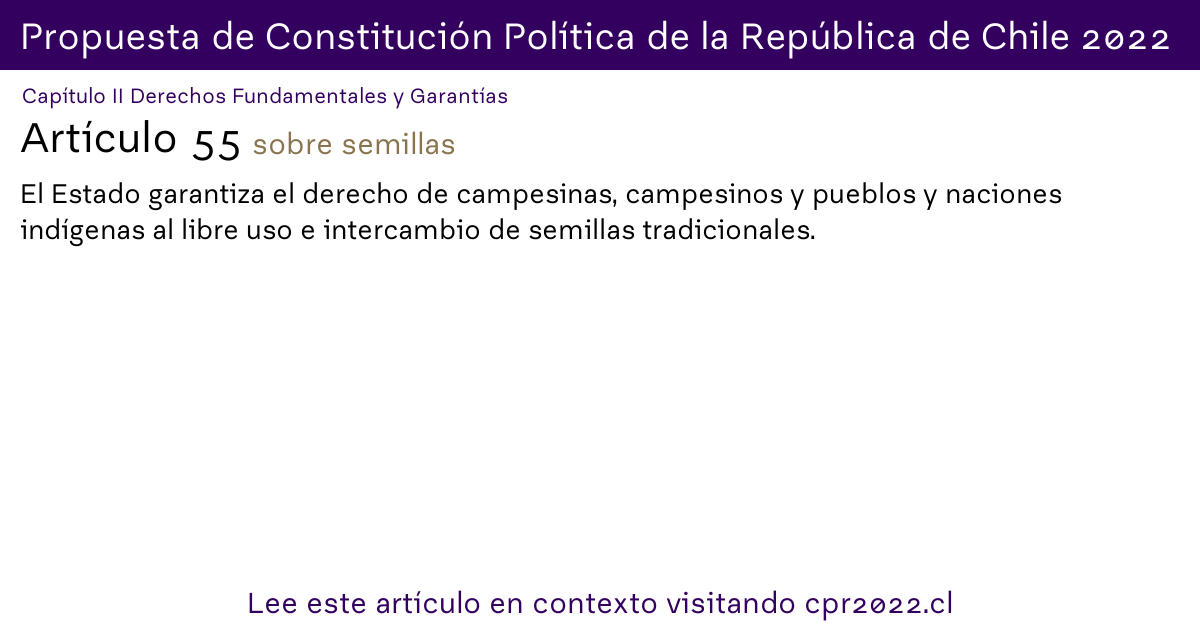 Propuesta de Constitución Política de la República de Chile 2022
Capítulo II Derechos Fundamentales y Garantías
Artículo 55 sobre semillas
El Estado garantiza el derecho de campesinas, campesinos y pueblos y naciones
indígenas al libre uso e intercambio de semillas tradicionales.
Lee este artículo en contexto visitando cpr2022.cl